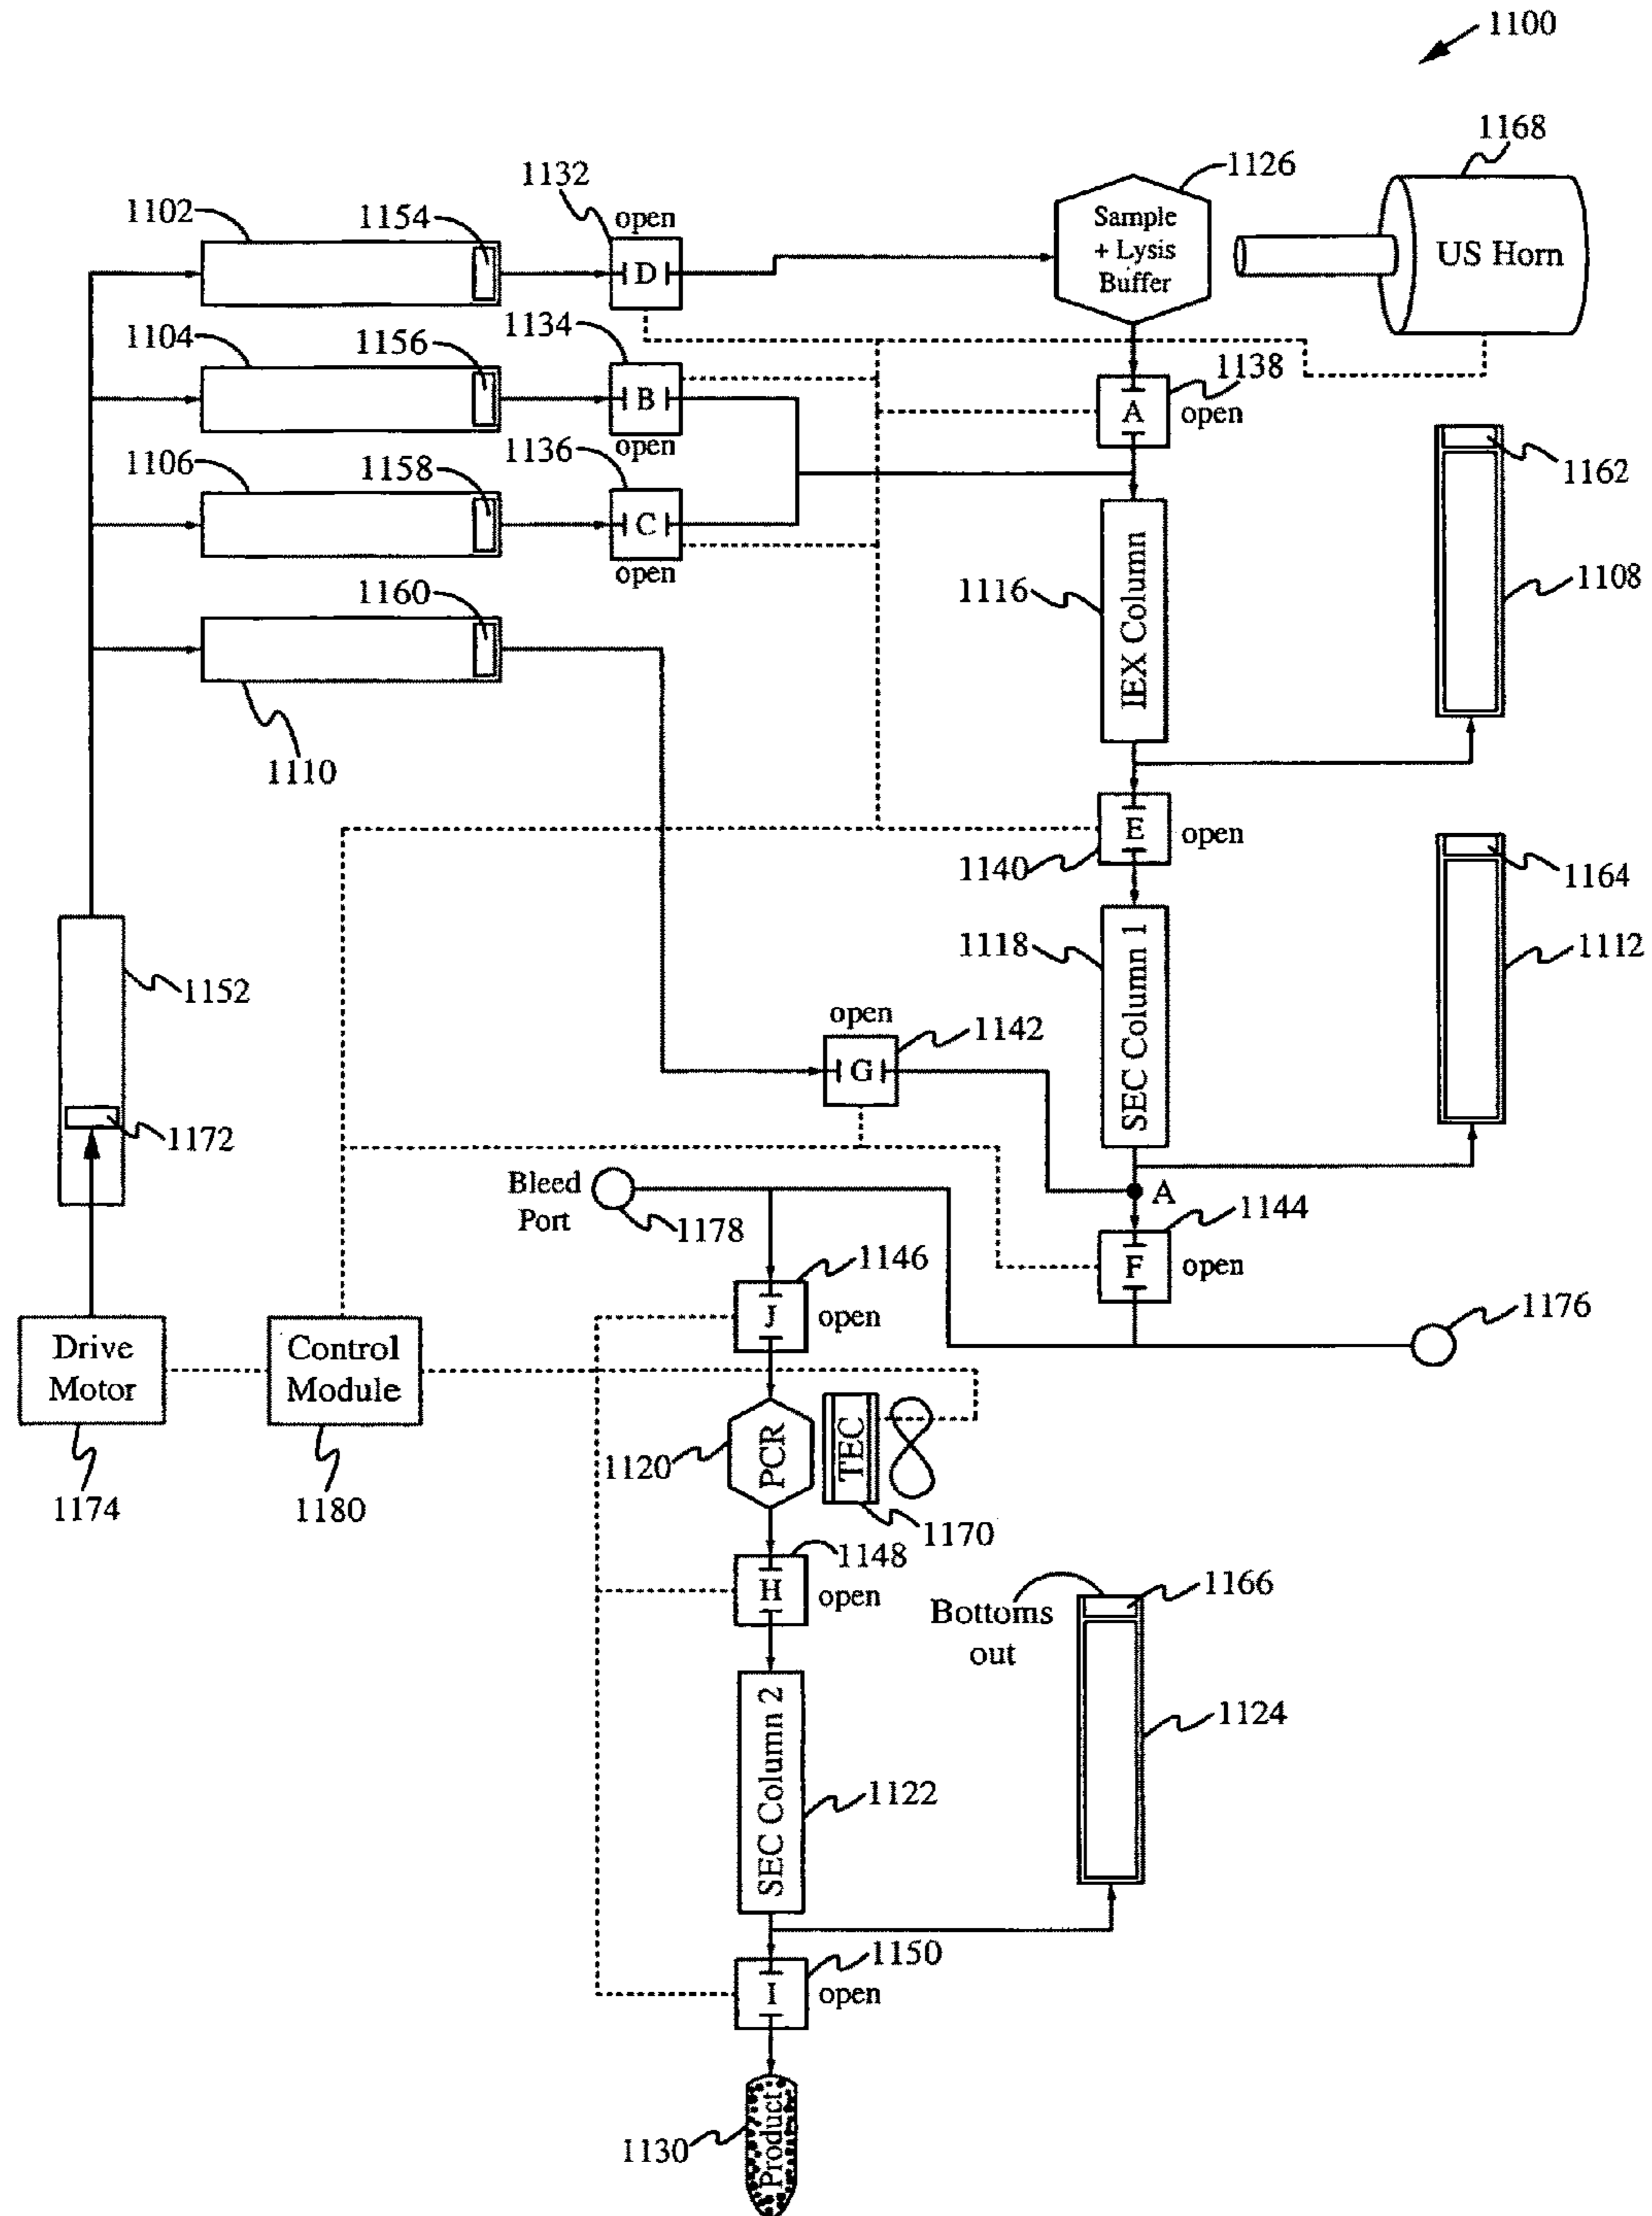 1100
1168
1126
1132
1102
1154
open
Sample
+ Lysis
Buffer
US Horn
D
1134
1104
1156
1138
B
A
open
open
1162
1136
1106
1158
C
open
1116
IEX Column
1108
1160
1110
E
open
1140
1164
1118
SEC Column 1
1112
1152
open
1142
G
1172
Bleed
Port
1178
A
1144
1146
F
open
J
open
1176
Drive
Motor
Control
Module
1120
PCR
TEC
1174
1180
1170
1148
H
open
1166
Bottoms
out
SEC Column 2
1124
1122
1150
I
open
1130
Product